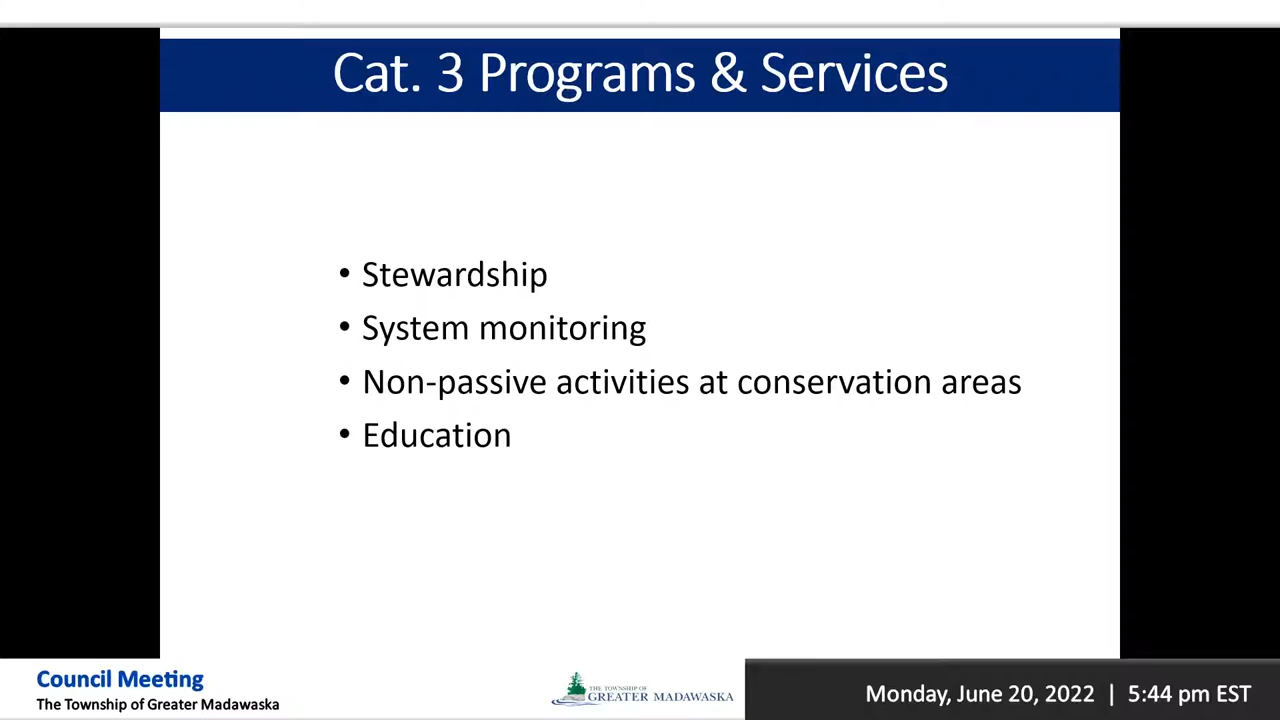 Cat. 3 Programs & Services
• Stewardship
• System monitoring
• Non-passive activities at conservation areas
• Education
Council Meeting
The Township of Greater Madawaska
THE TOWNSHIP OF
GREATER MADAWASKA
Monday, June 20, 2022 | 5:44 pm EST